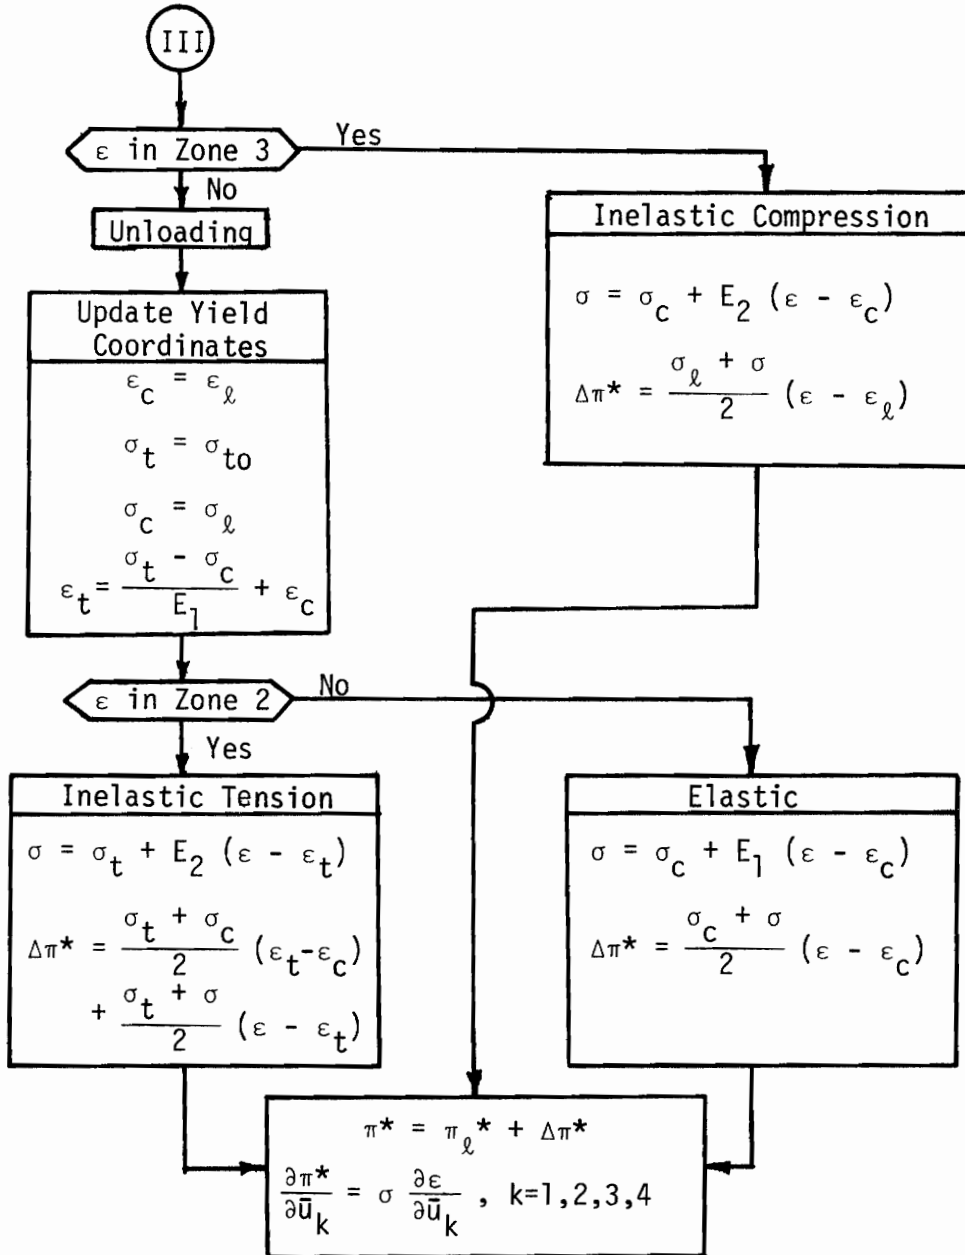 III
ε in Zone 3
Yes
No
Unloading
Update Yield
Coordinates
ε_c = ε_ℓ
σ_t = σ_to
σ_c = σ_ℓ
ε_t = (σ_t - σ_c)/E_1 + ε_c
Inelastic Compression
σ = σ_c + E_2 (ε - ε_c)
Δπ* = (σ_ℓ + σ)/2 (ε - ε_ℓ)
ε in Zone 2
No
Yes
Inelastic Tension
σ = σ_t + E_2 (ε - ε_t)
Δπ* = (σ_t + σ_c)/2 (ε_t-ε_c)
+ (σ_t + σ)/2 (ε - ε_t)
Elastic
σ = σ_c + E_1 (ε - ε_c)
Δπ* = (σ_c + σ)/2 (ε - ε_c)
π* = π_ℓ* + Δπ*
∂π*/∂ū_k = σ ∂ε/∂ū_k , k=1,2,3,4